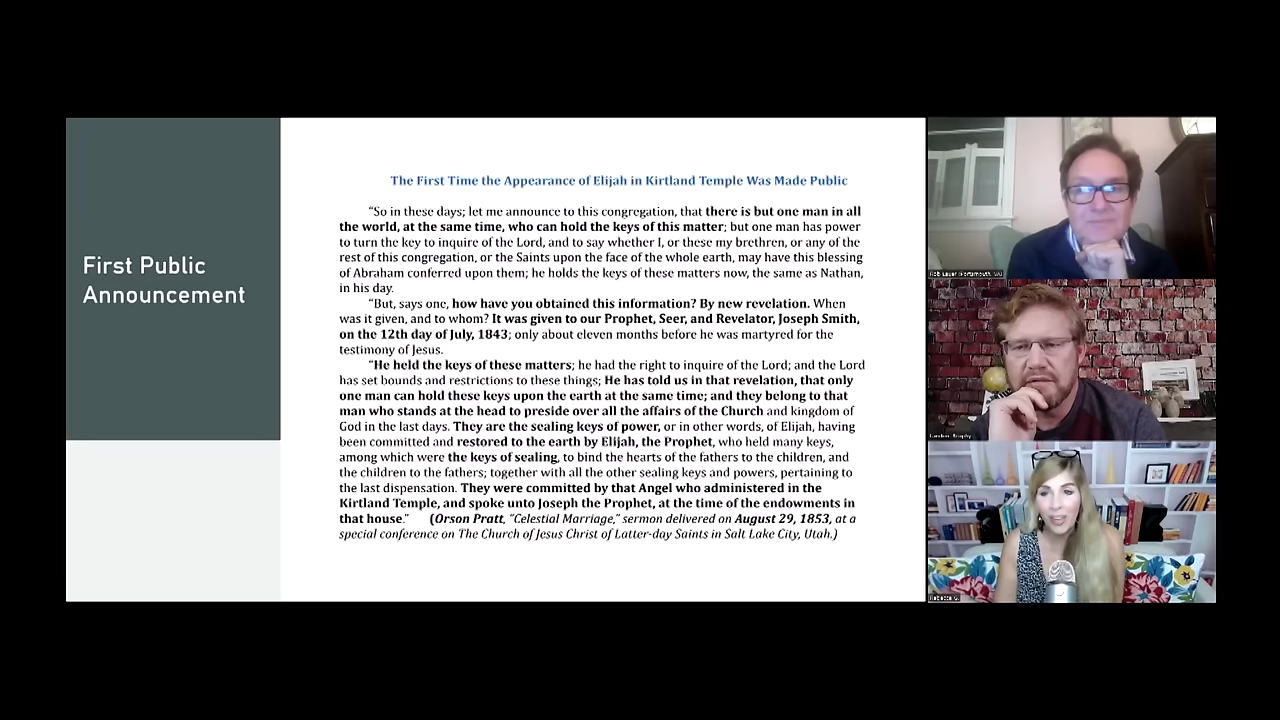 First Public
Announcement
The First Time the Appearance of Elijah in Kirtland Temple Was Made Public
“So in these days; let me announce to this congregation, that there is but one man in all
the world, at the same time, who can hold the keys of this matter; but one man has power
to turn the key to inquire of the Lord, and to say whether I, or these my brethren, or any of the
rest of this congregation, or the Saints upon the face of the whole earth, may have this blessing
of Abraham conferred upon them; he holds the keys of these matters now, the same as Nathan,
in his day.
“But, says one, how have you obtained this information? By new revelation. When
was it given, and to whom? It was given to our Prophet, Seer, and Revelator, Joseph Smith,
on the 12th day of July, 1843; only about eleven months before he was martyred for the
testimony of Jesus.
“He held the keys of these matters; he had the right to inquire of the Lord; and the Lord
has set bounds and restrictions to these things; He has told us in that revelation, that only
one man can hold these keys upon the earth at the same time; and they belong to that
man who stands at the head to preside over all the affairs of the Church and kingdom of
God in the last days. They are the sealing keys of power, or in other words, of Elijah, having
been committed and restored to the earth by Elijah, the Prophet, who held many keys,
among which were the keys of sealing, to bind the hearts of the fathers to the children, and
the children to the fathers; together with all the other sealing keys and powers, pertaining to
the last dispensation. They were committed by that Angel who administered in the
Kirtland Temple, and spoke unto Joseph the Prophet, at the time of the endowments in
that house.” (Orson Pratt, “Celestial Marriage,” sermon delivered on August 29, 1853, at a
special conference on The Church of Jesus Christ of Latter-day Saints in Salt Lake City, Utah.)
Rob Lauer (Portsmouth, VA)